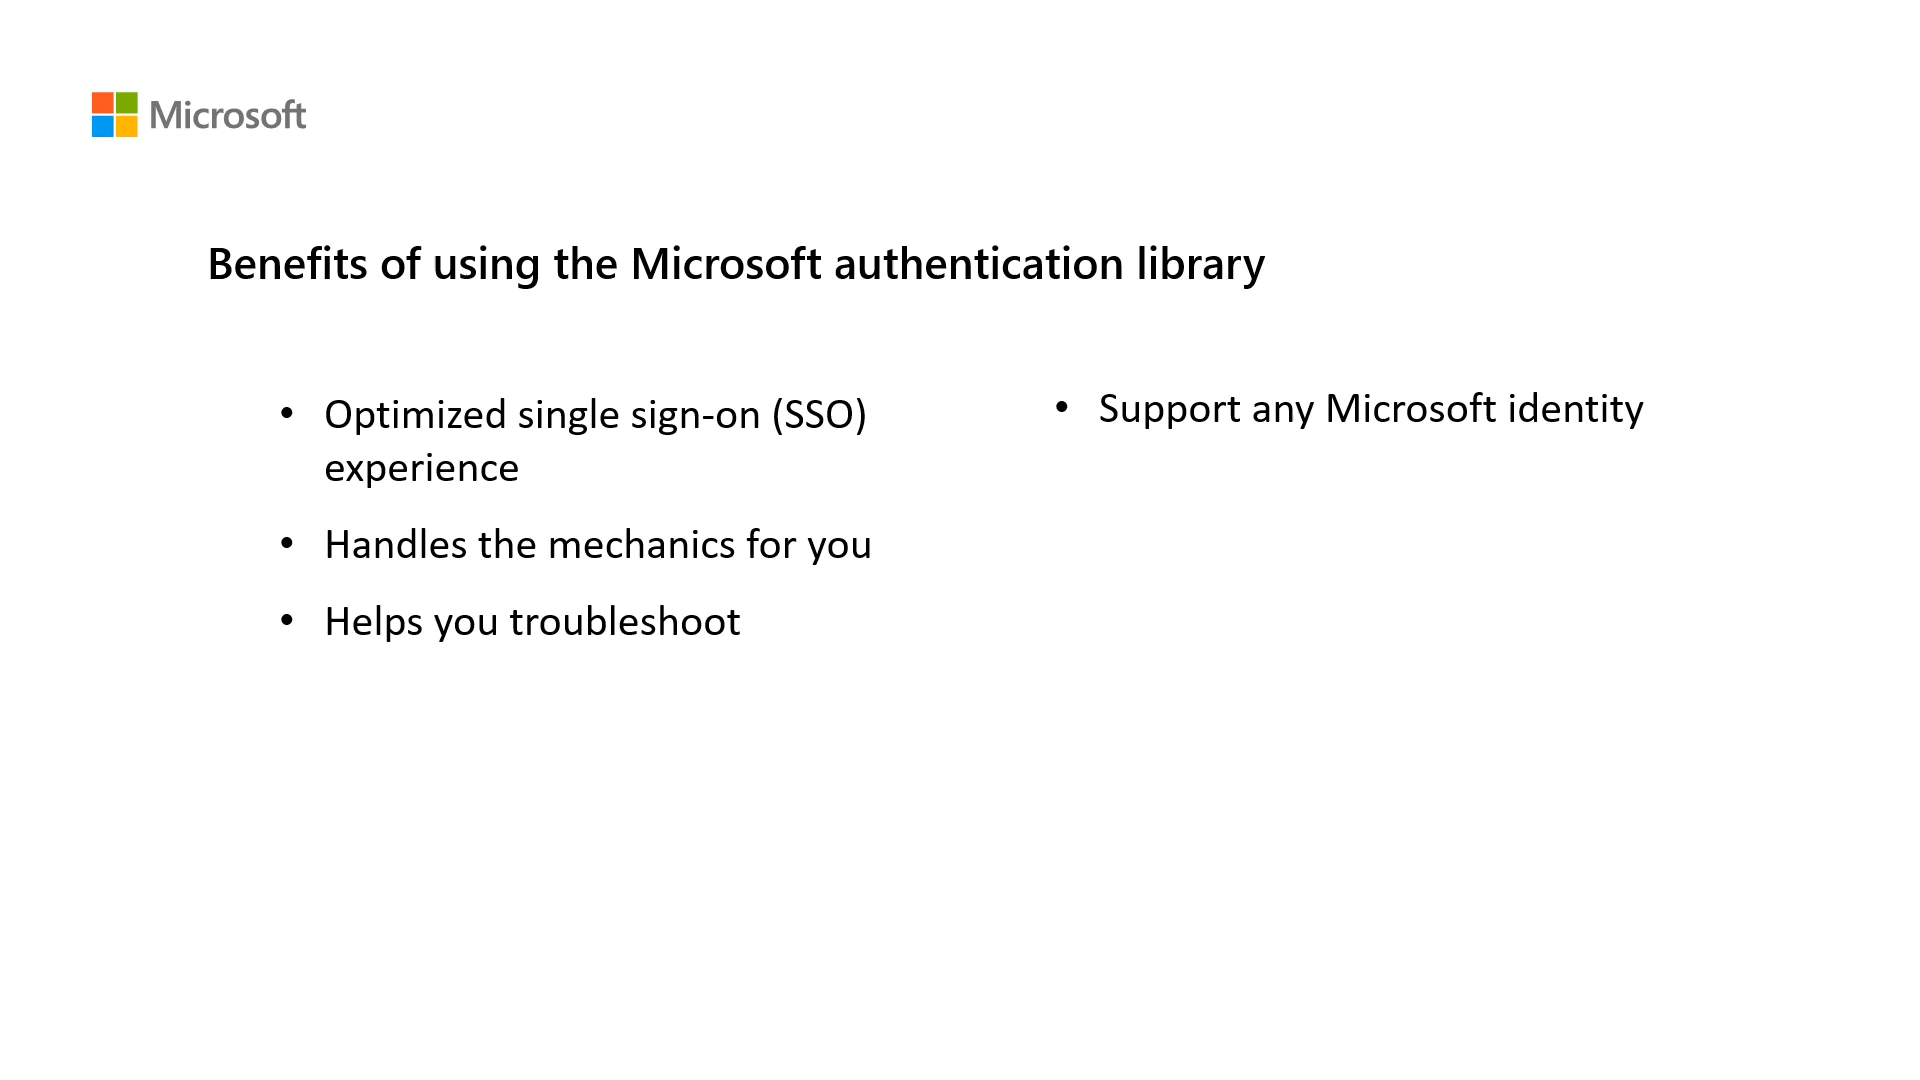 Microsoft
Benefits of using the Microsoft authentication library
• Optimized single sign-on (SSO)
experience
• Handles the mechanics for you
• Helps you troubleshoot
• Support any Microsoft identity